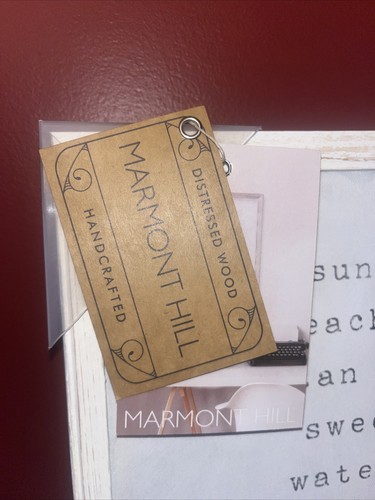 DISTRESSED WOOD
MARMONT HILL
HANDCRAFTED
MARMONT HILL
sun
each
an
swee
wate